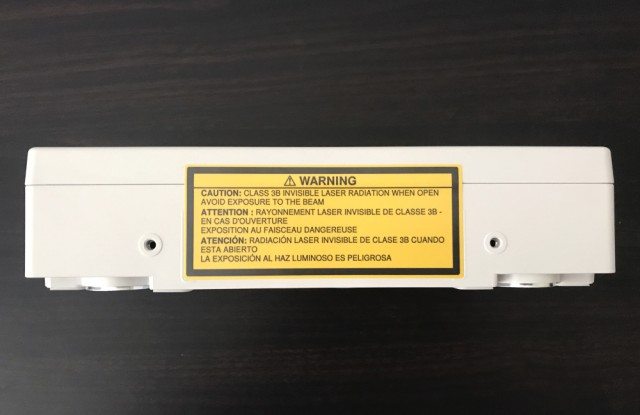 ⚠ WARNING
CAUTION: CLASS 3B INVISIBLE LASER RADIATION WHEN OPEN
AVOID EXPOSURE TO THE BEAM
ATTENTION : RAYONNEMENT LASER INVISIBLE DE CLASSE 3B -
EN CAS D'OUVERTURE
EXPOSITION AU FAISCEAU DANGEREUSE
ATENCIÓN: RADIACIÓN LASER INVISIBLE DE CLASE 3B CUANDO
ESTA ABIERTO
LA EXPOSICIÓN AL HAZ LUMINOSO ES PELIGROSA